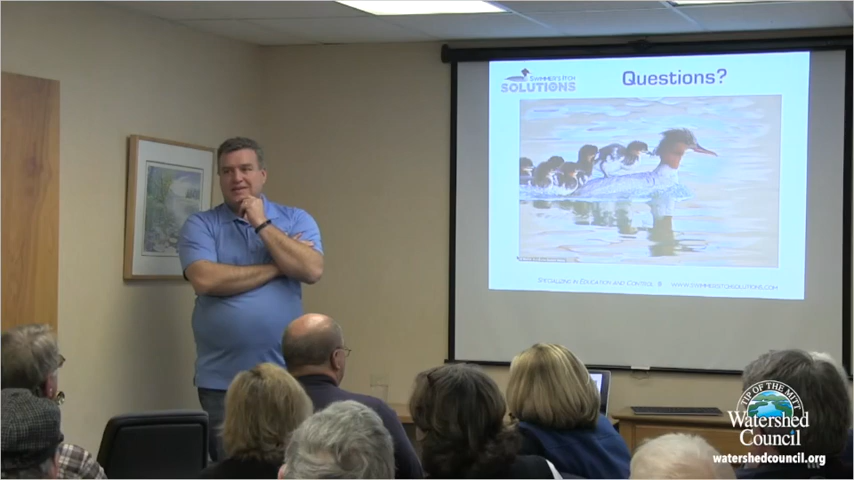 SWIMMER'S ITCH
SOLUTIONS
Questions?
SPECIALIZING IN EDUCATION AND CONTROL
WWW.SWIMMERSITCHSOLUTIONS.COM
TIP OF THE MITT
Watershed
Council
watershedcouncil.org